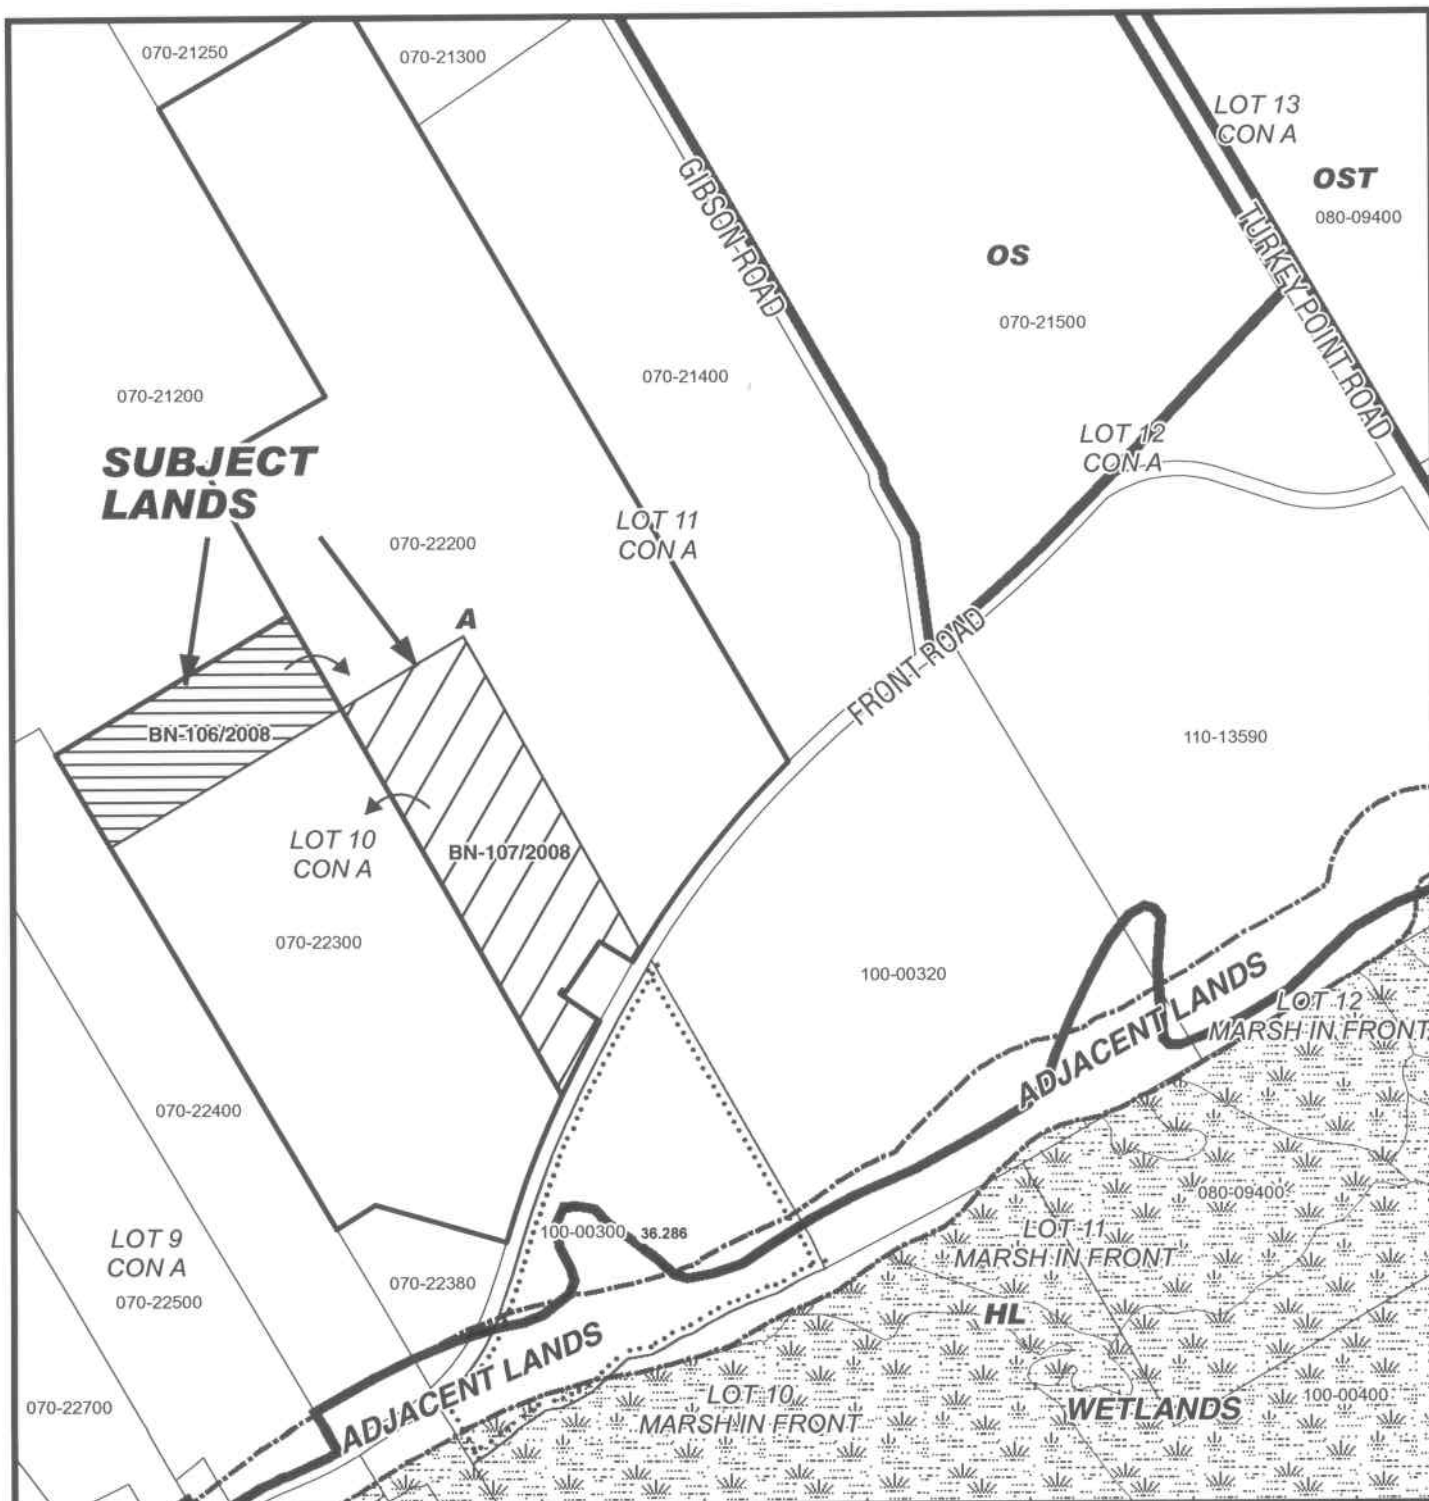 070-21250
070-21300
LOT 13
CON A
OST
080-09400
GIBSON ROAD
OS
070-21500
TURKEY POINT ROAD
070-21400
070-21200
SUBJECT
LANDS
LOT 12
CON A
LOT 11
CON A
070-22200
A
FRONT ROAD
BN-106/2008
110-13590
LOT 10
CON A
BN-107/2008
070-22300
100-00320
ADJACENT LANDS
LOT 12
MARSH IN FRONT
070-22400
080-09400
LOT 11
MARSH IN FRONT
100-00300
36.286
LOT 9
CON A
070-22500
070-22380
HL
ADJACENT LANDS
LOT 10
MARSH IN FRONT
WETLANDS
100-00400
070-22700